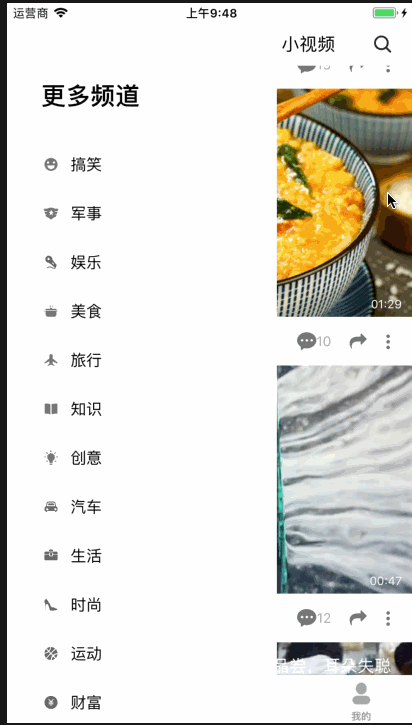 运营商 上午9:48
小视频
更多频道
搞笑
军事
娱乐
美食
旅行
知识
创意
汽车
生活
时尚
运动
财富
01:29
10
00:47
12
耳朵失聪
我的